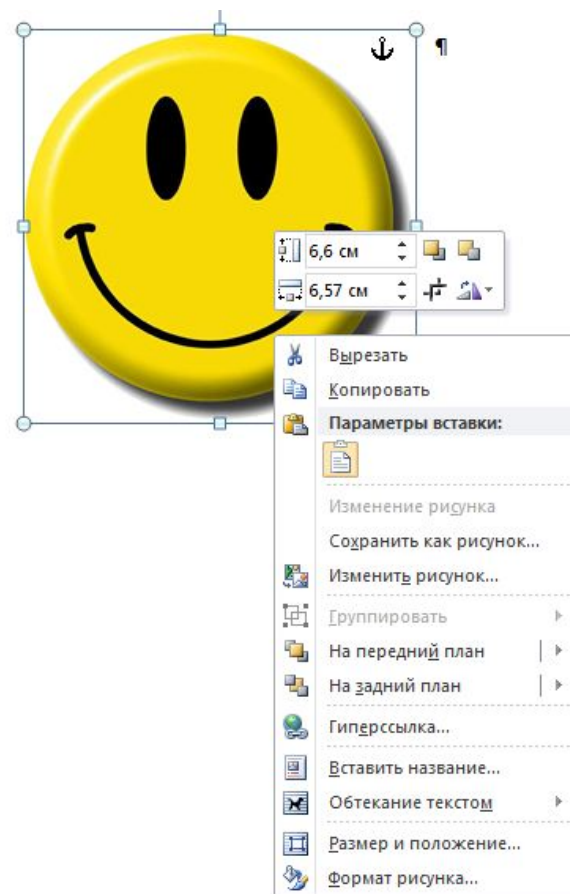 ¶
6,6 см
6,57 см
Вырезать
Копировать
Параметры вставки:
Изменение рисунка
Сохранить как рисунок...
Изменить рисунок...
Группировать
На передний план
На задний план
Гиперссылка...
Вставить название...
Обтекание текстом
Размер и положение...
Формат рисунка...